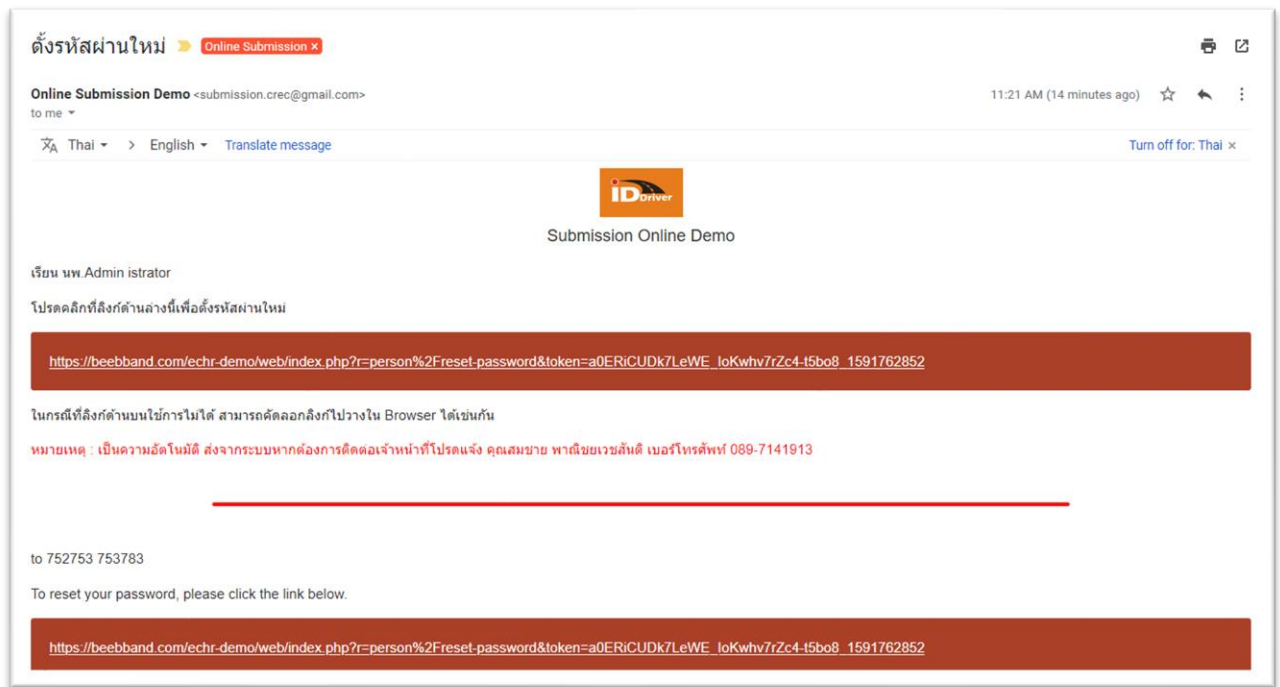 ตั้งรหัสผ่านใหม่ Online Submission ×
Online Submission Demo <submission.crec@gmail.com> 11:21 AM (14 minutes ago)
to me
Thai > English Translate message Turn off for: Thai ×
iDDriver
Submission Online Demo
เรียน นพ.Admin istrator
โปรดคลิกที่ลิงก์ด้านล่างนี้เพื่อตั้งรหัสผ่านใหม่
https://beebband.com/echr-demo/web/index.php?r=person%2Freset-password&token=a0ERiCUDk7LeWE_IoKwhv7rZc4-t5bo8_1591762852
ในกรณีที่ลิงก์ด้านบนใช้การไม่ได้ สามารถคัดลอกลิงก์ไปวางใน Browser ได้เช่นกัน
หมายเหตุ : เป็นความอัตโนมัติ ส่งจากระบบหากต้องการติดต่อเจ้าหน้าที่โปรดแจ้ง คุณสมชาย พาณิชยเวชสันติ เบอร์โทรศัพท์ 089-7141913
to 752753 753783
To reset your password, please click the link below.
https://beebband.com/echr-demo/web/index.php?r=person%2Freset-password&token=a0ERiCUDk7LeWE_IoKwhv7rZc4-t5bo8_1591762852